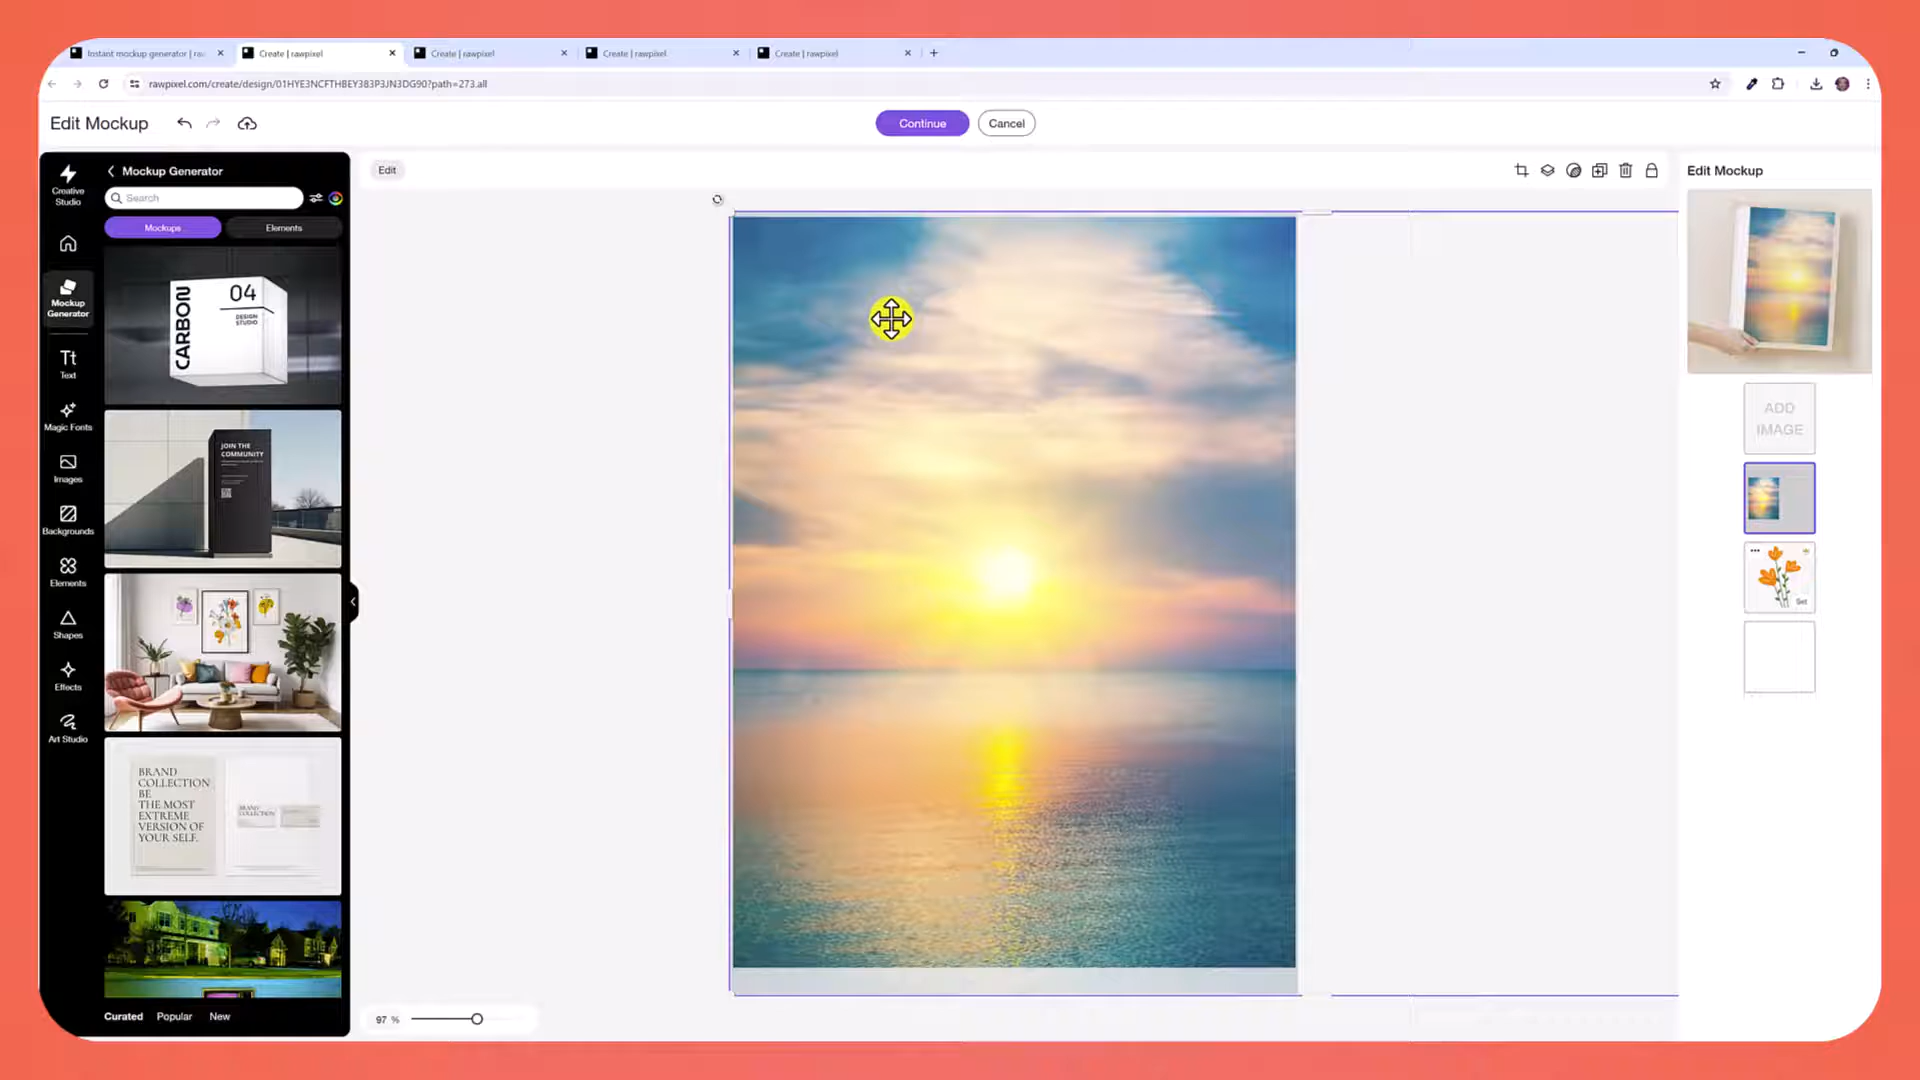 Instant mockup generator | raw
Create | rawpixel
Create | rawpixel
Create | rawpixel
Create | rawpixel
rawpixel.com/create/design/01HYE3NCFTHBEY383P3JN3DG90?path=273.all
Edit Mockup
Continue
Cancel
Creative
Studio
Mockup
Generator
Text
Magic Fonts
Images
Backgrounds
Elements
Shapes
Effects
Art Studio
Mockup Generator
Search
Mockups
Elements
CARBON
04
DESIGN
STUDIO
JOIN THE
COMMUNITY
BRAND
COLLECTION
BE
THE MOST
EXTREME
VERSION OF
YOUR SELF.
BRAND
COLLECTION
Curated
Popular
New
Edit
97 %
Edit Mockup
ADD
IMAGE
Set